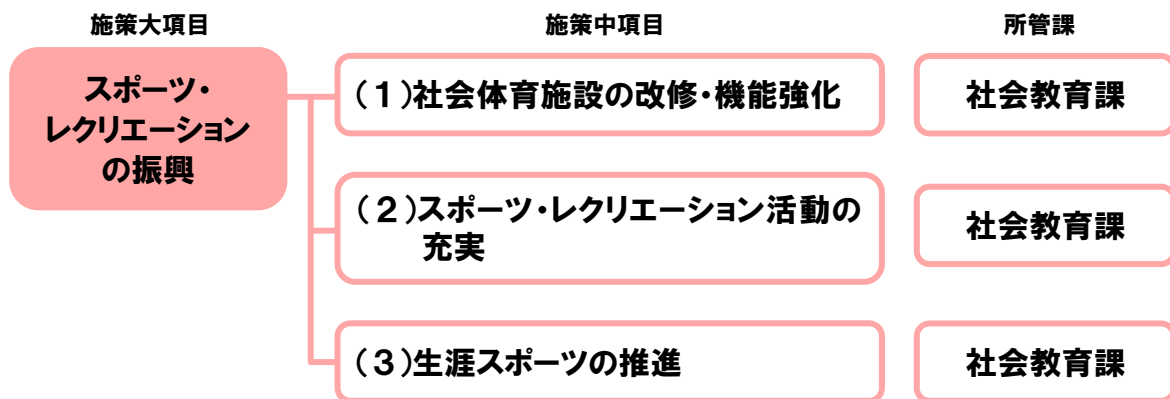 施策大項目
施策中項目
所管課
スポーツ・
レクリエーション
の振興
（１）社会体育施設の改修・機能強化
社会教育課
（２）スポーツ・レクリエーション活動の
充実
社会教育課
（３）生涯スポーツの推進
社会教育課